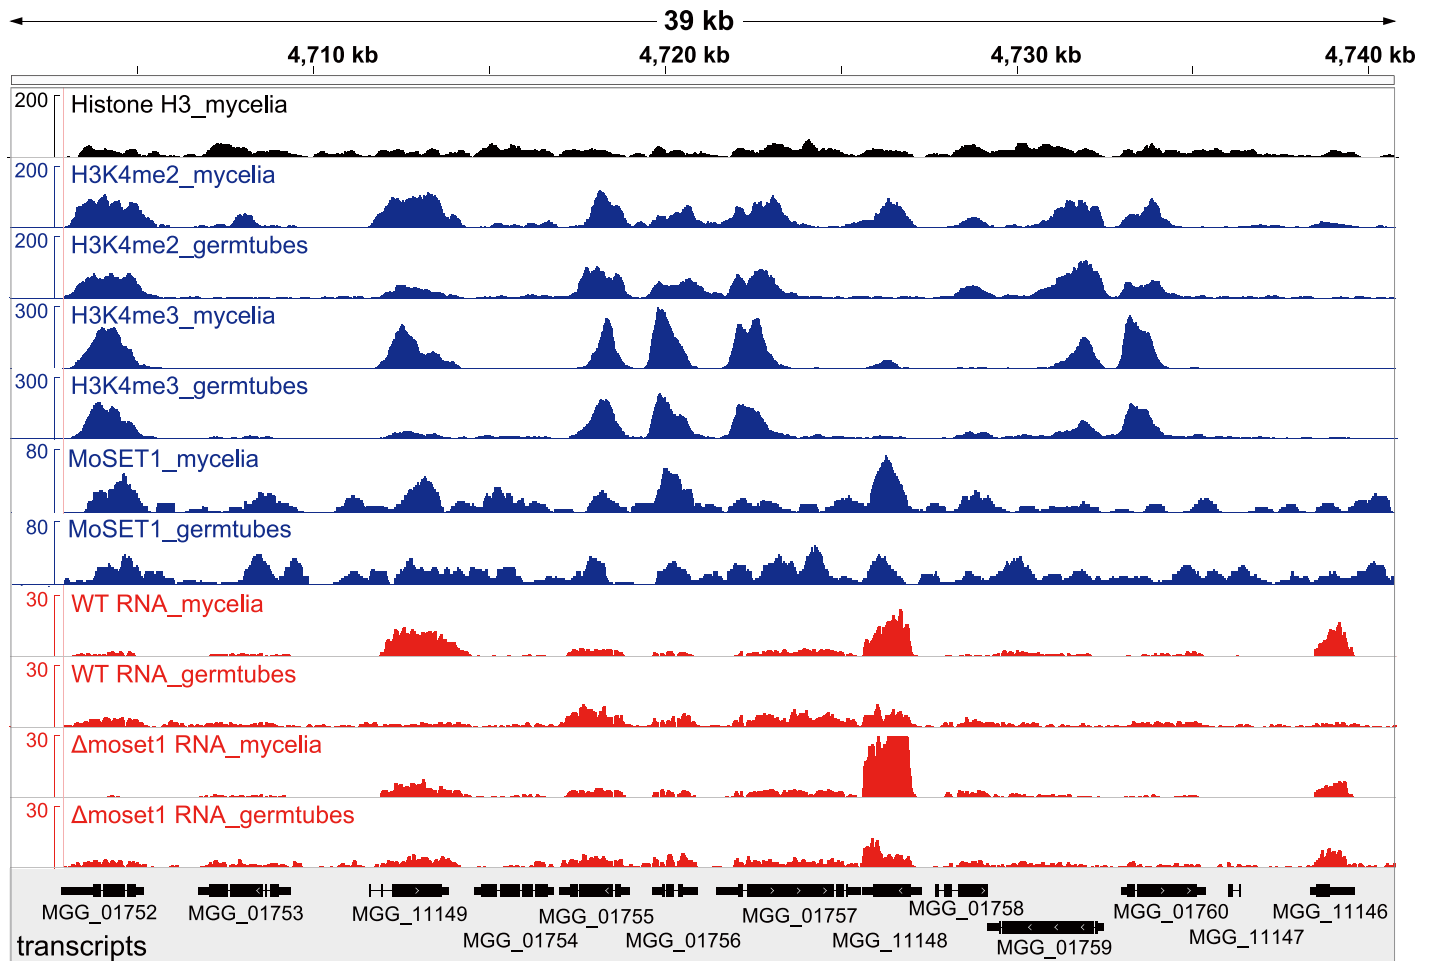 39 kb
4,710 kb 4,720 kb 4,730 kb 4,740 kb
200 Histone H3_mycelia
200 H3K4me2_mycelia
200 H3K4me2_germtubes
300 H3K4me3_mycelia
300 H3K4me3_germtubes
80 MoSET1_mycelia
80 MoSET1_germtubes
30 WT RNA_mycelia
30 WT RNA_germtubes
30 Δmoset1 RNA_mycelia
30 Δmoset1 RNA_germtubes
MGG_01752 MGG_01753 MGG_11149 MGG_01755 MGG_01757 MGG_01758 MGG_01760 MGG_11146
MGG_01754 MGG_01756 MGG_11148 MGG_01759 MGG_11147
transcripts